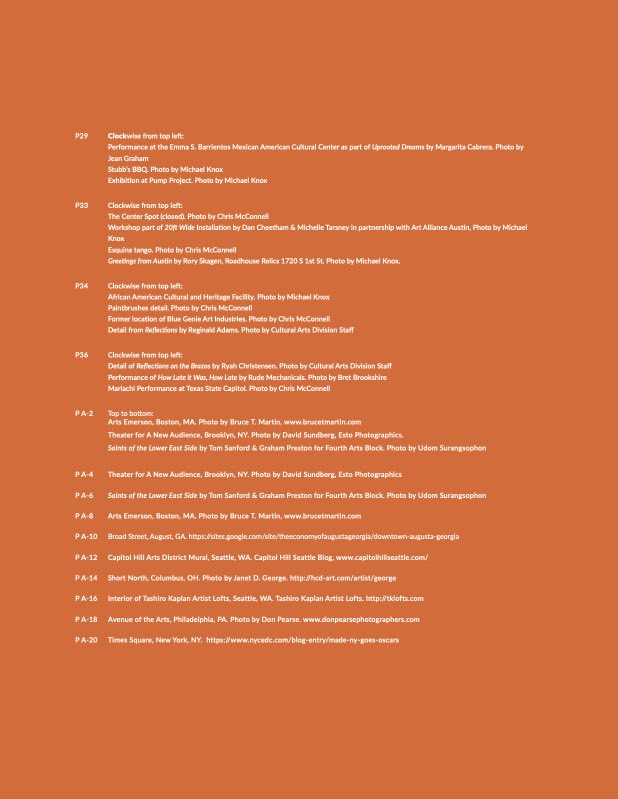 P29 Clockwise from top left:
Performance at the Emma S. Barrientos Mexican American Cultural Center as part of Uprooted Dreams by Margarita Cabrera. Photo by
Jean Graham
Stubb's BBQ. Photo by Michael Knox
Exhibition at Pump Project. Photo by Michael Knox
P33 Clockwise from top left:
The Center Spot (closed). Photo by Chris McConnell
Workshop part of 20ft Wide Installation by Dan Cheetham & Michelle Tarsney in partnership with Art Alliance Austin, Photo by Michael
Knox
Esquina tango. Photo by Chris McConnell
Greetings from Austin by Rory Skagen, Roadhouse Relics 1720 S 1st St. Photo by Michael Knox.
P34 Clockwise from top left:
African American Cultural and Heritage Facility. Photo by Michael Knox
Paintbrushes detail. Photo by Chris McConnell
Former location of Blue Genie Art Industries. Photo by Chris McConnell
Detail from Reflections by Reginald Adams. Photo by Cultural Arts Division Staff
P36 Clockwise from top left:
Detail of Reflections on the Brazos by Ryah Christensen. Photo by Cultural Arts Division Staff
Performance of How Late It Was, How Late by Rude Mechanicals. Photo by Bret Brookshire
Mariachi Performance at Texas State Capitol. Photo by Chris McConnell
P A-2 Top to bottom:
Arts Emerson, Boston, MA. Photo by Bruce T. Martin, www.brucetmartin.com
Theater for A New Audience, Brooklyn, NY. Photo by David Sundberg, Esto Photographics.
Saints of the Lower East Side by Tom Sanford & Graham Preston for Fourth Arts Block. Photo by Udom Surangsophon
P A-4 Theater for A New Audience, Brooklyn, NY. Photo by David Sundberg, Esto Photographics
P A-6 Saints of the Lower East Side by Tom Sanford & Graham Preston for Fourth Arts Block. Photo by Udom Surangsophon
P A-8 Arts Emerson, Boston, MA. Photo by Bruce T. Martin, www.brucetmartin.com
P A-10 Broad Street, August, GA. https://sites.google.com/site/theeconomyofaugustageorgia/downtown-augusta-georgia
P A-12 Capitol Hill Arts District Mural, Seattle, WA. Capitol Hill Seattle Blog, www.capitolhillseattle.com/
P A-14 Short North, Columbus, OH. Photo by Janet D. George. http://hcd-art.com/artist/george
P A-16 Interior of Tashiro Kaplan Artist Lofts, Seattle, WA. Tashiro Kaplan Artist Lofts. http://tklofts.com
P A-18 Avenue of the Arts, Philadelphia, PA. Photo by Don Pearse. www.donpearsephotographers.com
P A-20 Times Square, New York, NY. https://www.nycedc.com/blog-entry/made-ny-goes-oscars